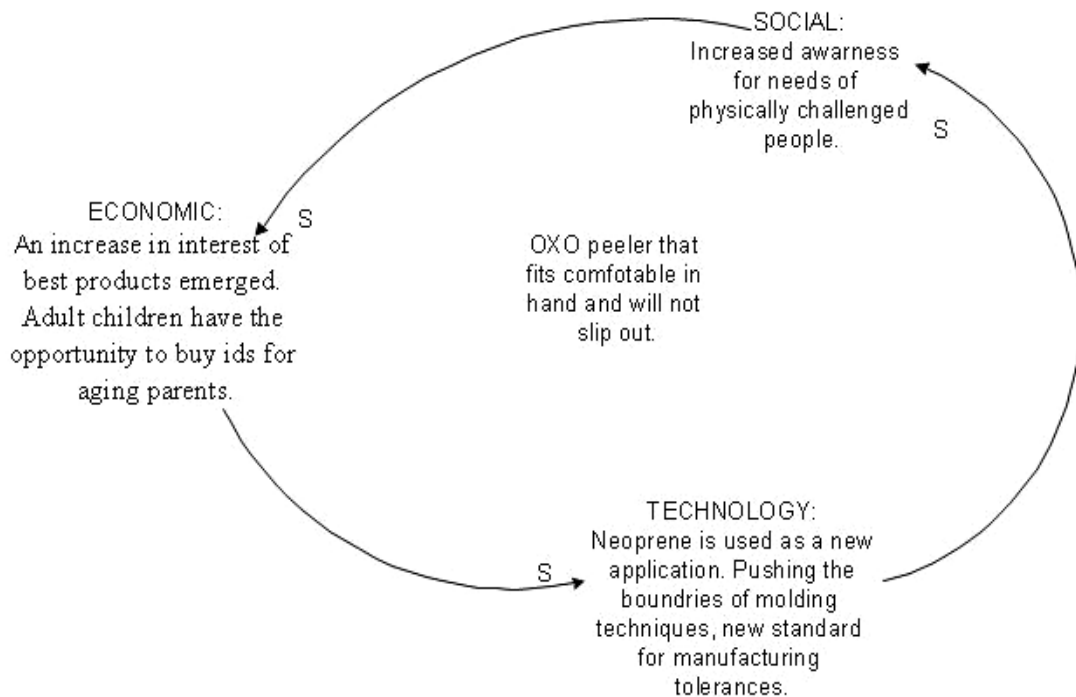 SOCIAL:
Increased awarness
for needs of
physically challenged
people.
S
ECONOMIC:
S
An increase in interest of
best products emerged.
Adult children have the
opportunity to buy ids for
aging parents.
OXO peeler that
fits comfotable in
hand and will not
slip out.
TECHNOLOGY:
Neoprene is used as a new
application. Pushing the
boundries of molding
techniques, new standard
for manufacturing
tolerances.
S